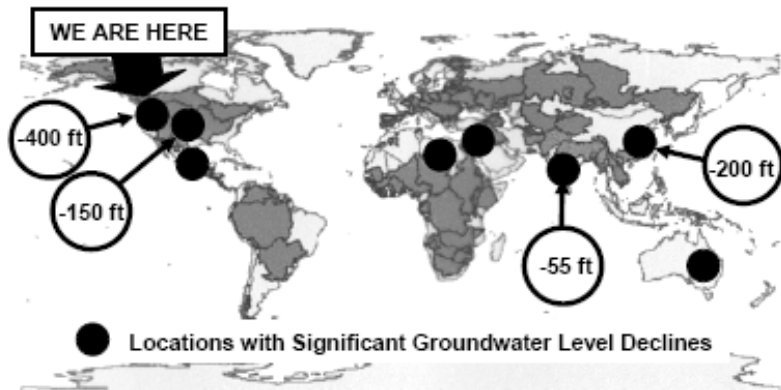 WE ARE HERE
-400 ft
-150 ft
-200 ft
-55 ft
Locations with Significant Groundwater Level Declines